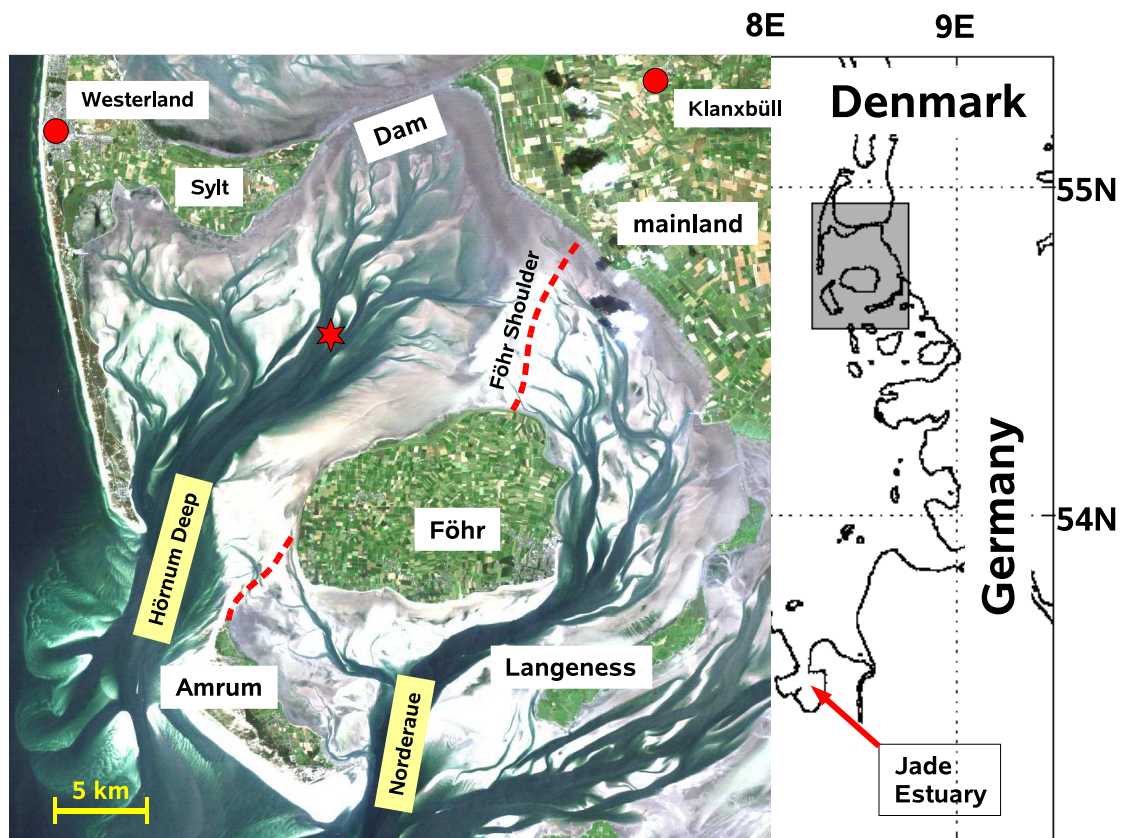 8E 9E
Westerland
Klanxbüll
Denmark
Dam
Sylt
55N
mainland
Föhr Shoulder
Föhr
54N
Germany
Hörnum Deep
Langeness
Amrum
Norderaue
5 km
Jade
Estuary